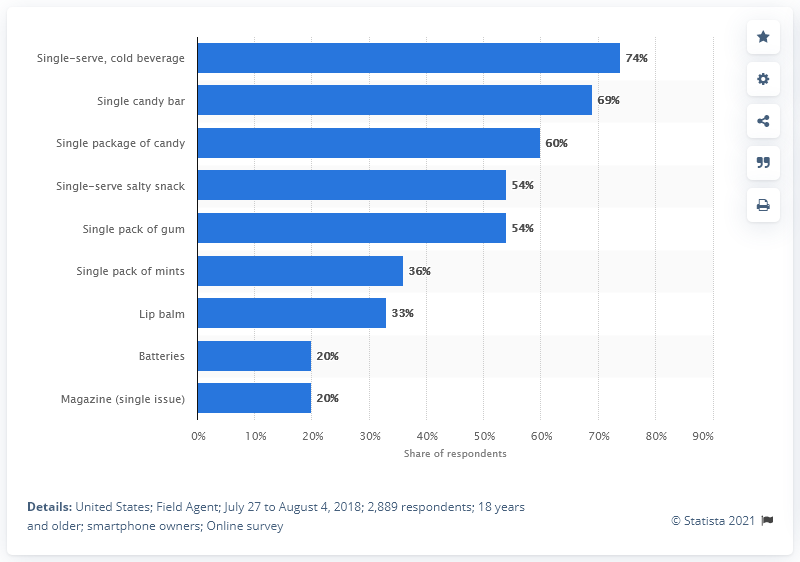 Single-serve, cold beverage 74%
Single candy bar 69%
Single package of candy 60%
Single-serve salty snack 54%
Single pack of gum 54%
Single pack of mints 36%
Lip balm 33%
Batteries 20%
Magazine (single issue) 20%
0% 10% 20% 30% 40% 50% 60% 70% 80% 90%
Share of respondents
Details: United States; Field Agent; July 27 to August 4, 2018; 2,889 respondents; 18 years
and older; smartphone owners; Online survey
© Statista 2021